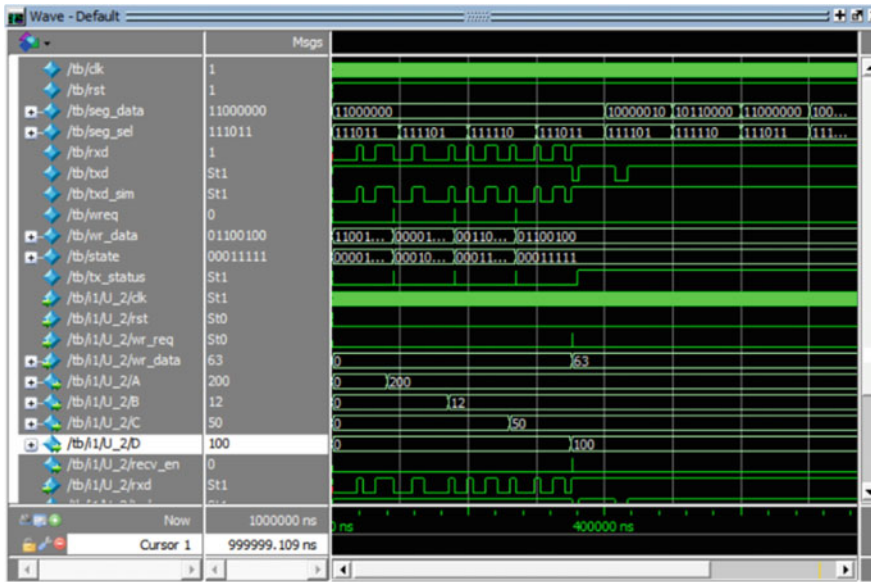 Wave - Default
Msgs
/tb/clk 1
/tb/rst 1
/tb/seg_data 11000000 11000000 10000010 10110000 11000000 100...
/tb/seg_sel 111011 111011 111101 111110 111011 111101 111110 111011 111...
/tb/rxd 1
/tb/txd St1
/tb/txd_sim St1
/tb/wreq 0
/tb/wr_data 01100100 11001... 00001... 00110... 01100100
/tb/state 00011111 00001... 00010... 00011... 00011111
/tb/tx_status St1
/tb/i1/U_2/clk St1
/tb/i1/U_2/rst St0
/tb/i1/U_2/wr_req St0
/tb/i1/U_2/wr_data 63 0 63
/tb/i1/U_2/A 200 0 200
/tb/i1/U_2/B 12 0 12
/tb/i1/U_2/C 50 0 50
/tb/i1/U_2/D 100 0 100
/tb/i1/U_2/recv_en 0
/tb/i1/U_2/rxd St1
Now 1000000 ns ns 400000 ns
Cursor 1 999999.109 ns